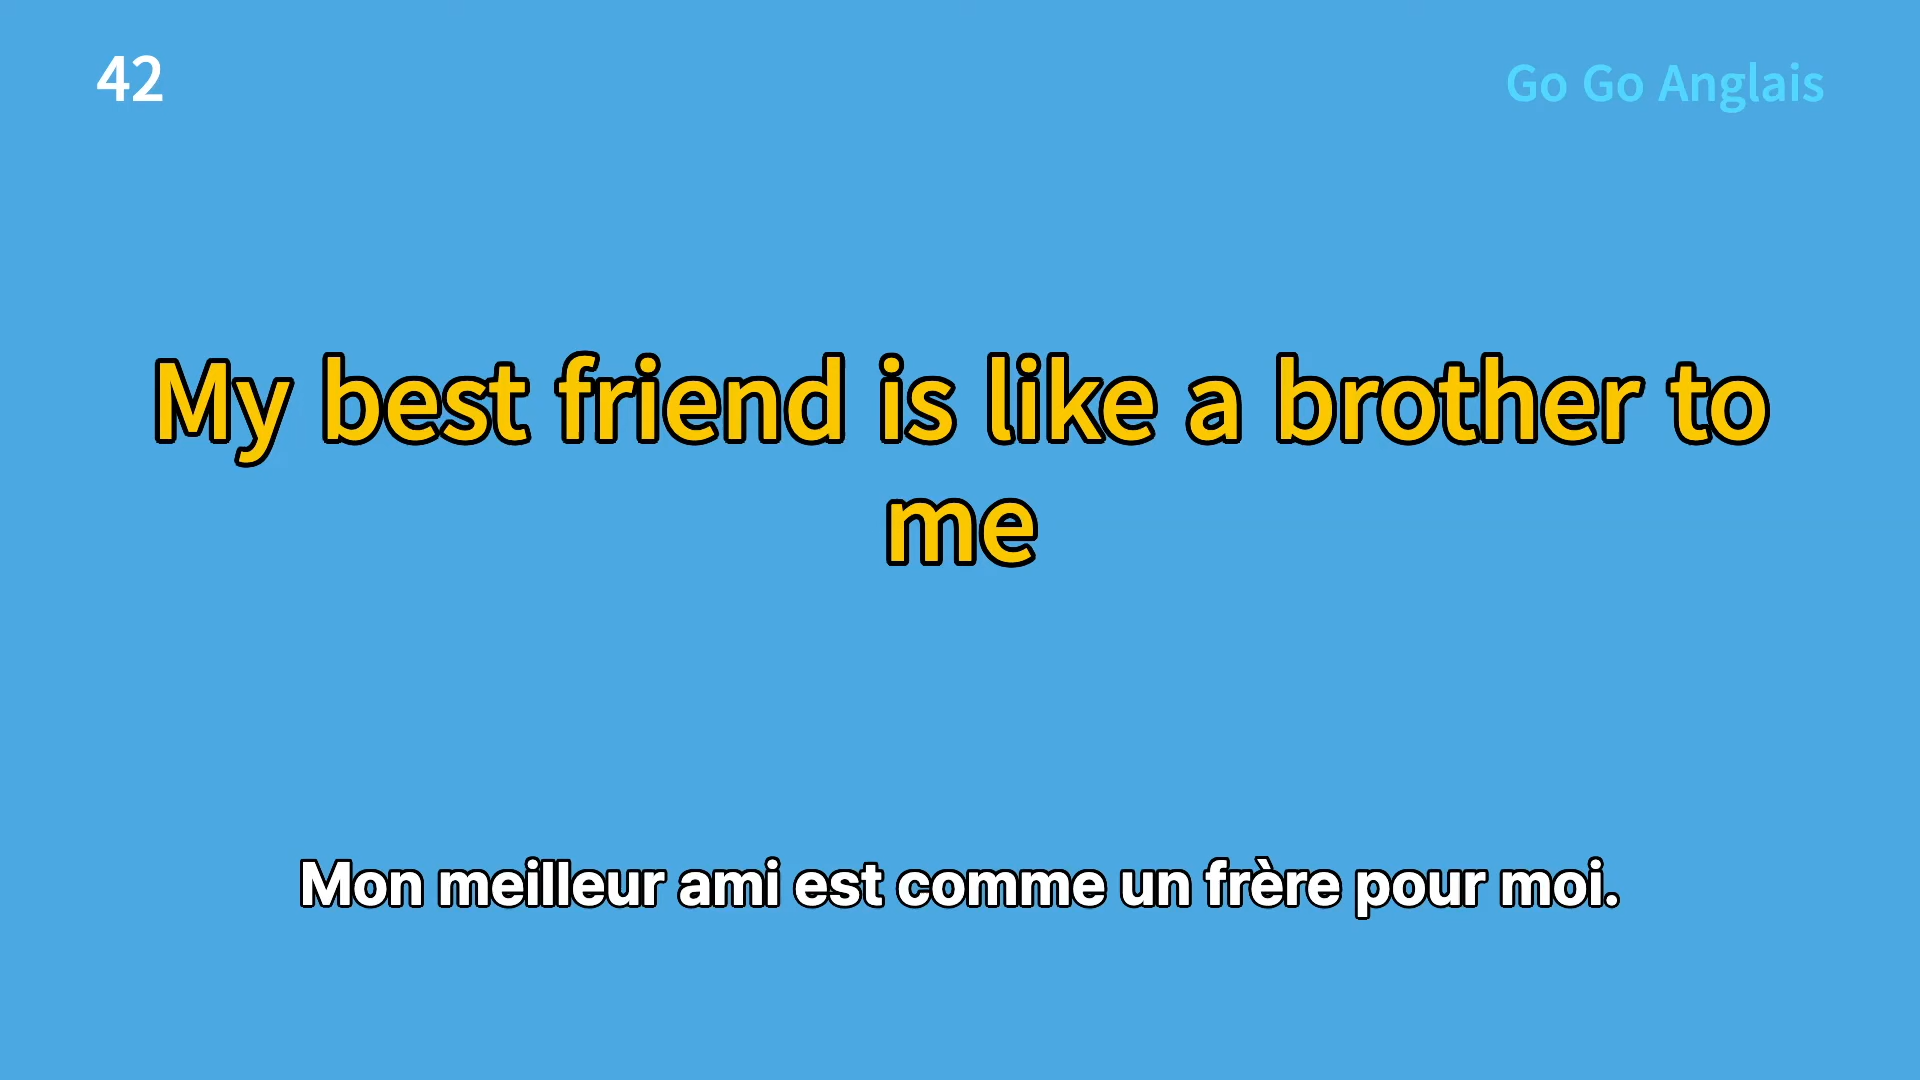 42
Go Go Anglais
My best friend is like a brother to
me
Mon meilleur ami est comme un frère pour moi.